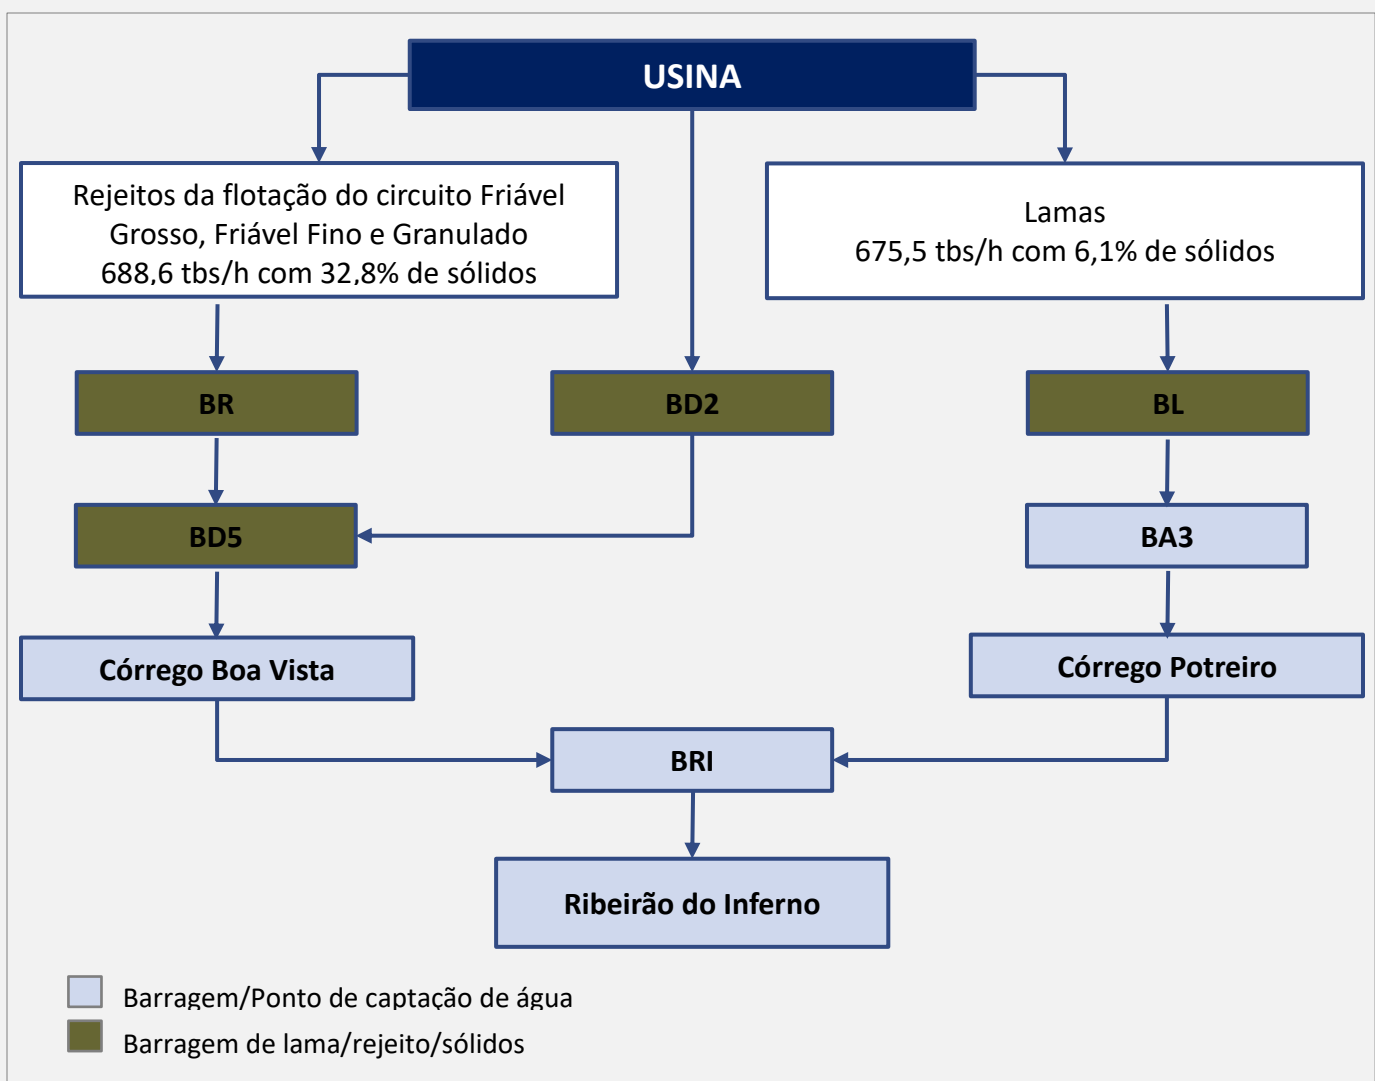 USINA
Rejeitos da flotação do circuito Friável
Grosso, Friável Fino e Granulado
688,6 tbs/h com 32,8% de sólidos
Lamas
675,5 tbs/h com 6,1% de sólidos
BR
BD2
BL
BD5
BA3
Córrego Boa Vista
Córrego Potreiro
BRI
Ribeirão do Inferno
Barragem/Ponto de captação de água
Barragem de lama/rejeito/sólidos